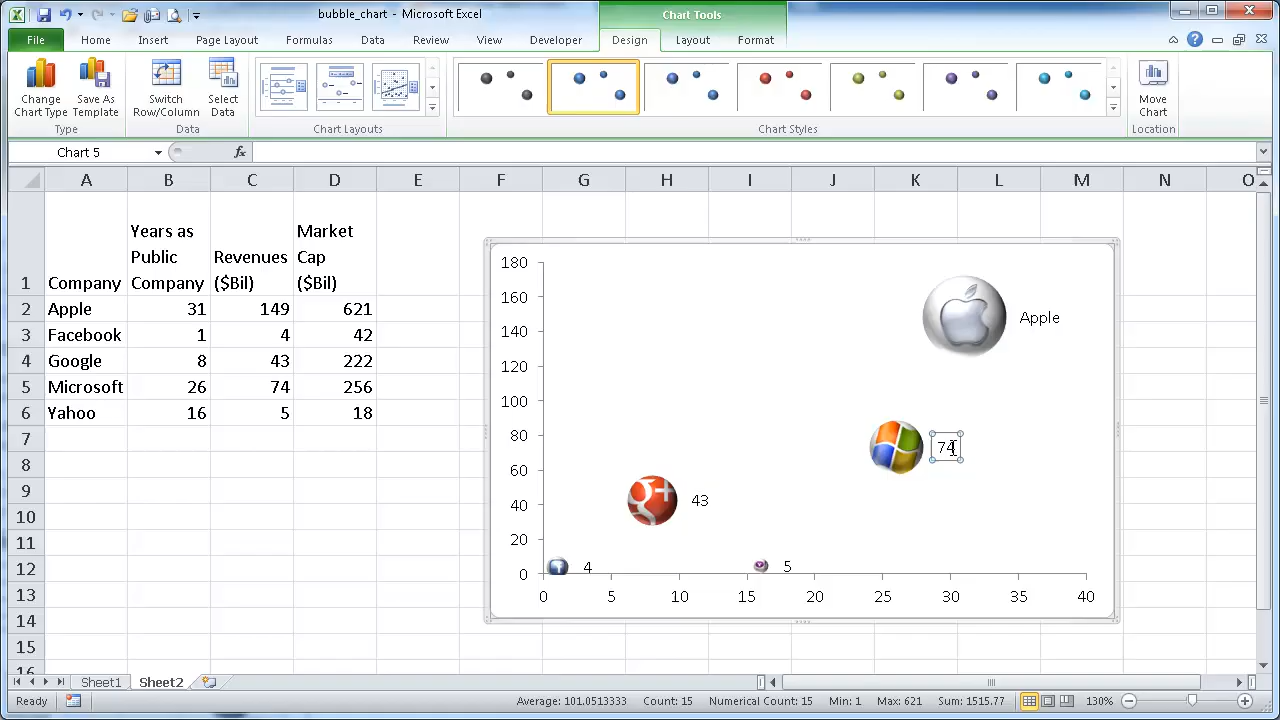 bubble_chart - Microsoft Excel
Chart Tools
File Home Insert Page Layout Formulas Data Review View Developer Design Layout Format
Change
Chart Type
Save As
Template
Type
Switch
Row/Column
Select
Data
Data
Chart Layouts
Chart Styles
Move
Chart
Location
Chart 5
fx
A B C D E F G H I J K L M N O
1
Company
Years as
Public
Company
Revenues
($Bil)
Market
Cap
($Bil)
2 Apple 31 149 621
3 Facebook 1 4 42
4 Google 8 43 222
5 Microsoft 26 74 256
6 Yahoo 16 5 18
7
8
9
10
11
12
13
14
15
16
180
160
140
120
100
80
60
40
20
0
Apple
74
43
4
5
0 5 10 15 20 25 30 35 40
Sheet1 Sheet2
Ready
Average: 101.0513333 Count: 15 Numerical Count: 15 Min: 1 Max: 621 Sum: 1515.77
130%